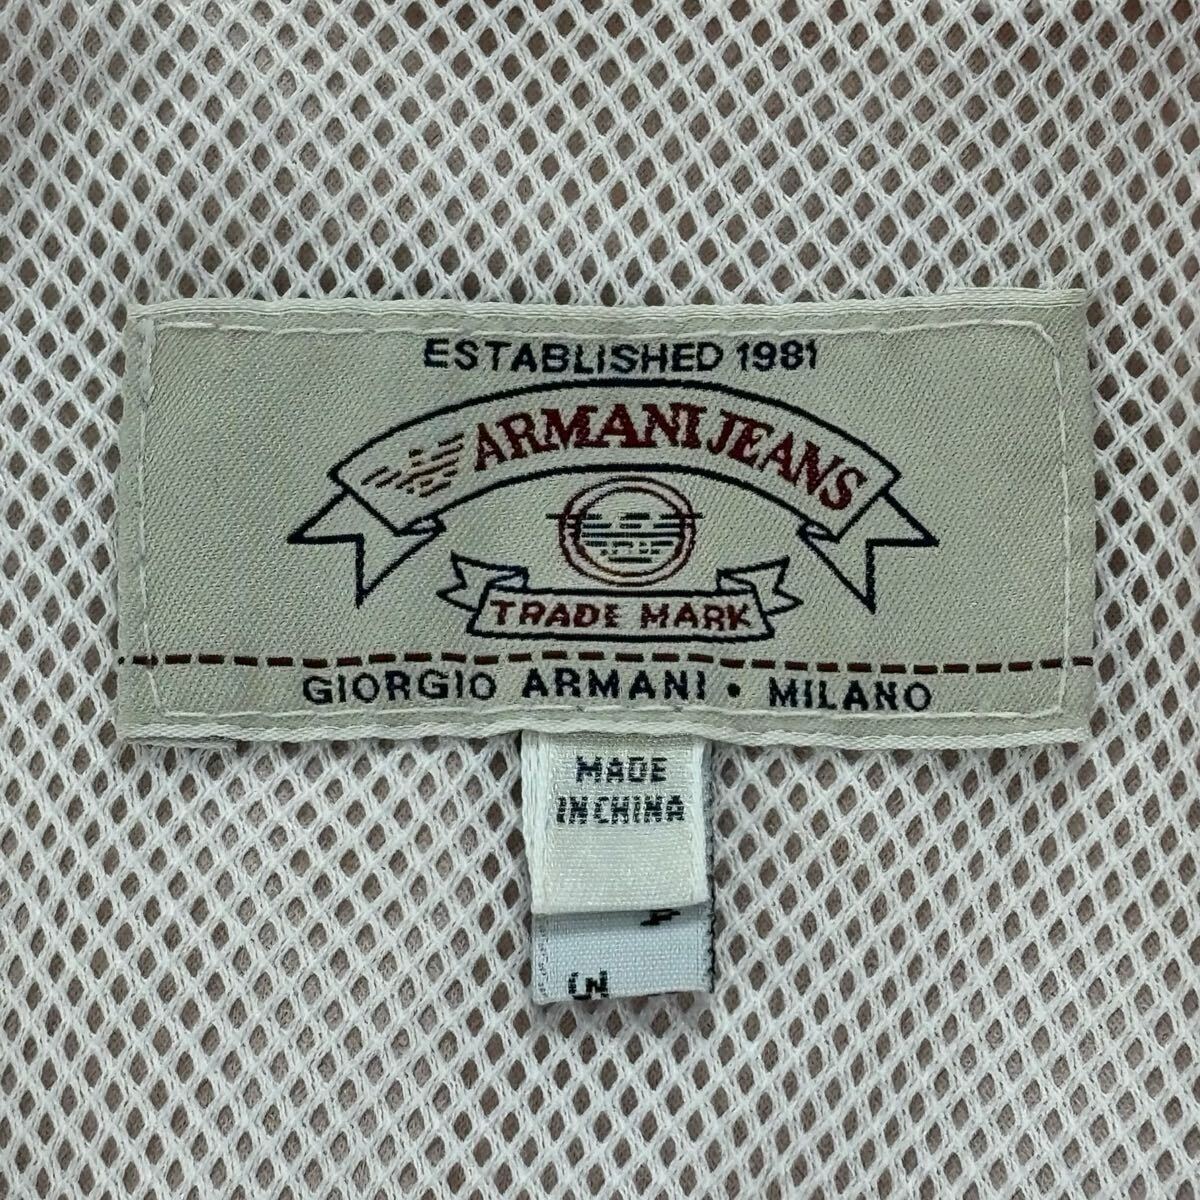 ESTABLISHED 1981
ARMANI JEANS
TRADE MARK
GIORGIO ARMANI • MILANO
MADE
IN CHINA